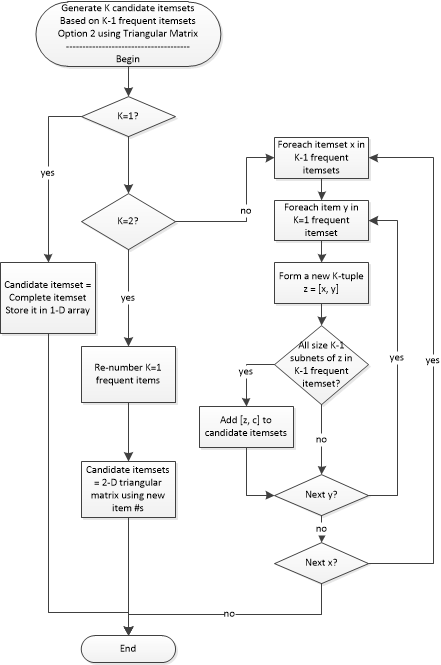 Generate K candidate itemsets
Based on K-1 frequent itemsets
Option 2 using Triangular Matrix
------------------------------------
Begin
K=1?
yes
K=2?
no
yes
Candidate itemset =
Complete itemset
Store it in 1-D array
Re-number K=1
frequent items
Candidate itemsets
= 2-D triangular
matrix using new
item #s
Foreach itemset x in
K-1 frequent
itemsets
Foreach item y in
K=1 frequent
itemset
Form a new K-tuple
z = [x, y]
All size K-1
subnets of z in
K-1 frequent
itemset?
yes
Add [z, c] to
candidate itemsets
no
Next y?
yes
no
Next x?
yes
no
End